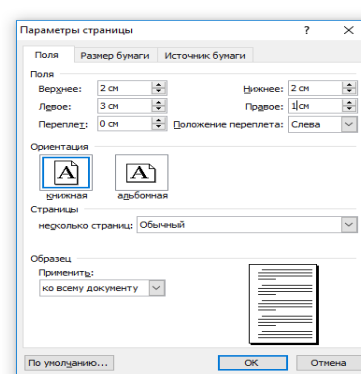 Параметры страницы ? ×
Поля Размер бумаги Источник бумаги
Поля
Верхнее: 2 см Нижнее: 2 см
Левое: 3 см Правое: 1 см
Переплет: 0 см Положение переплета: Слева
Ориентация
A A
книжная альбомная
Страницы
несколько страниц: Обычный
Образец
Применить:
ко всему документу
По умолчанию... ОК Отмена